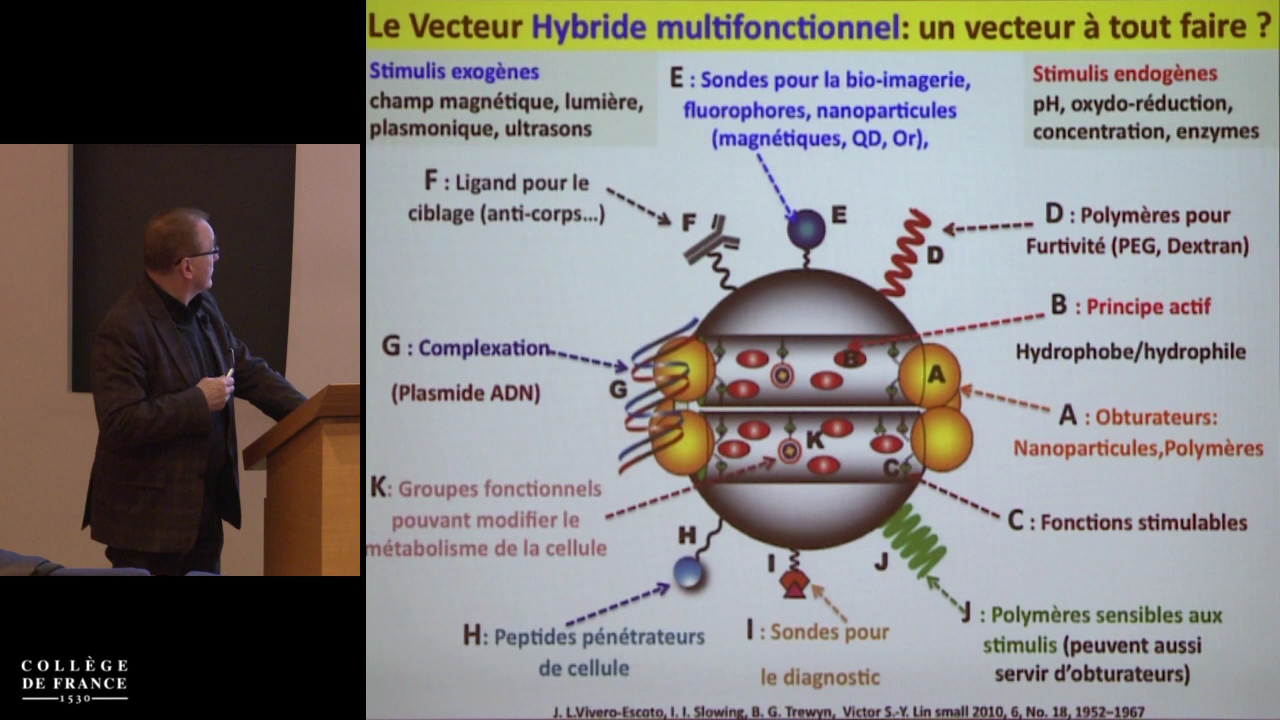 Le Vecteur Hybride multifonctionnel: un vecteur à tout faire ?
Stimulis exogènes
champ magnétique, lumière,
plasmonique, ultrasons
E : Sondes pour la bio-imagerie,
fluorophores, nanoparticules
(magnétiques, QD, Or),
Stimulis endogènes
pH, oxydo-réduction,
concentration, enzymes
F : Ligand pour le
ciblage (anti-corps...)
F
E
D
D : Polymères pour
Furtivité (PEG, Dextran)
B : Principe actif
Hydrophobe/hydrophile
G : Complexation
(Plasmide ADN)
G
B
A
K
C
A : Obturateurs:
Nanoparticules,Polymères
K: Groupes fonctionnels
pouvant modifier le
métabolisme de la cellule
C : Fonctions stimulables
H
I
J
H: Peptides pénétrateurs
de cellule
I : Sondes pour
le diagnostic
J : Polymères sensibles aux
stimulis (peuvent aussi
servir d'obturateurs)
J. L.Vivero-Escoto, I. I. Slowing, B. G. Trewyn, Victor S.-Y. Lin small 2010, 6, No. 18, 1952–1967
COLLÈGE
DE FRANCE
1530